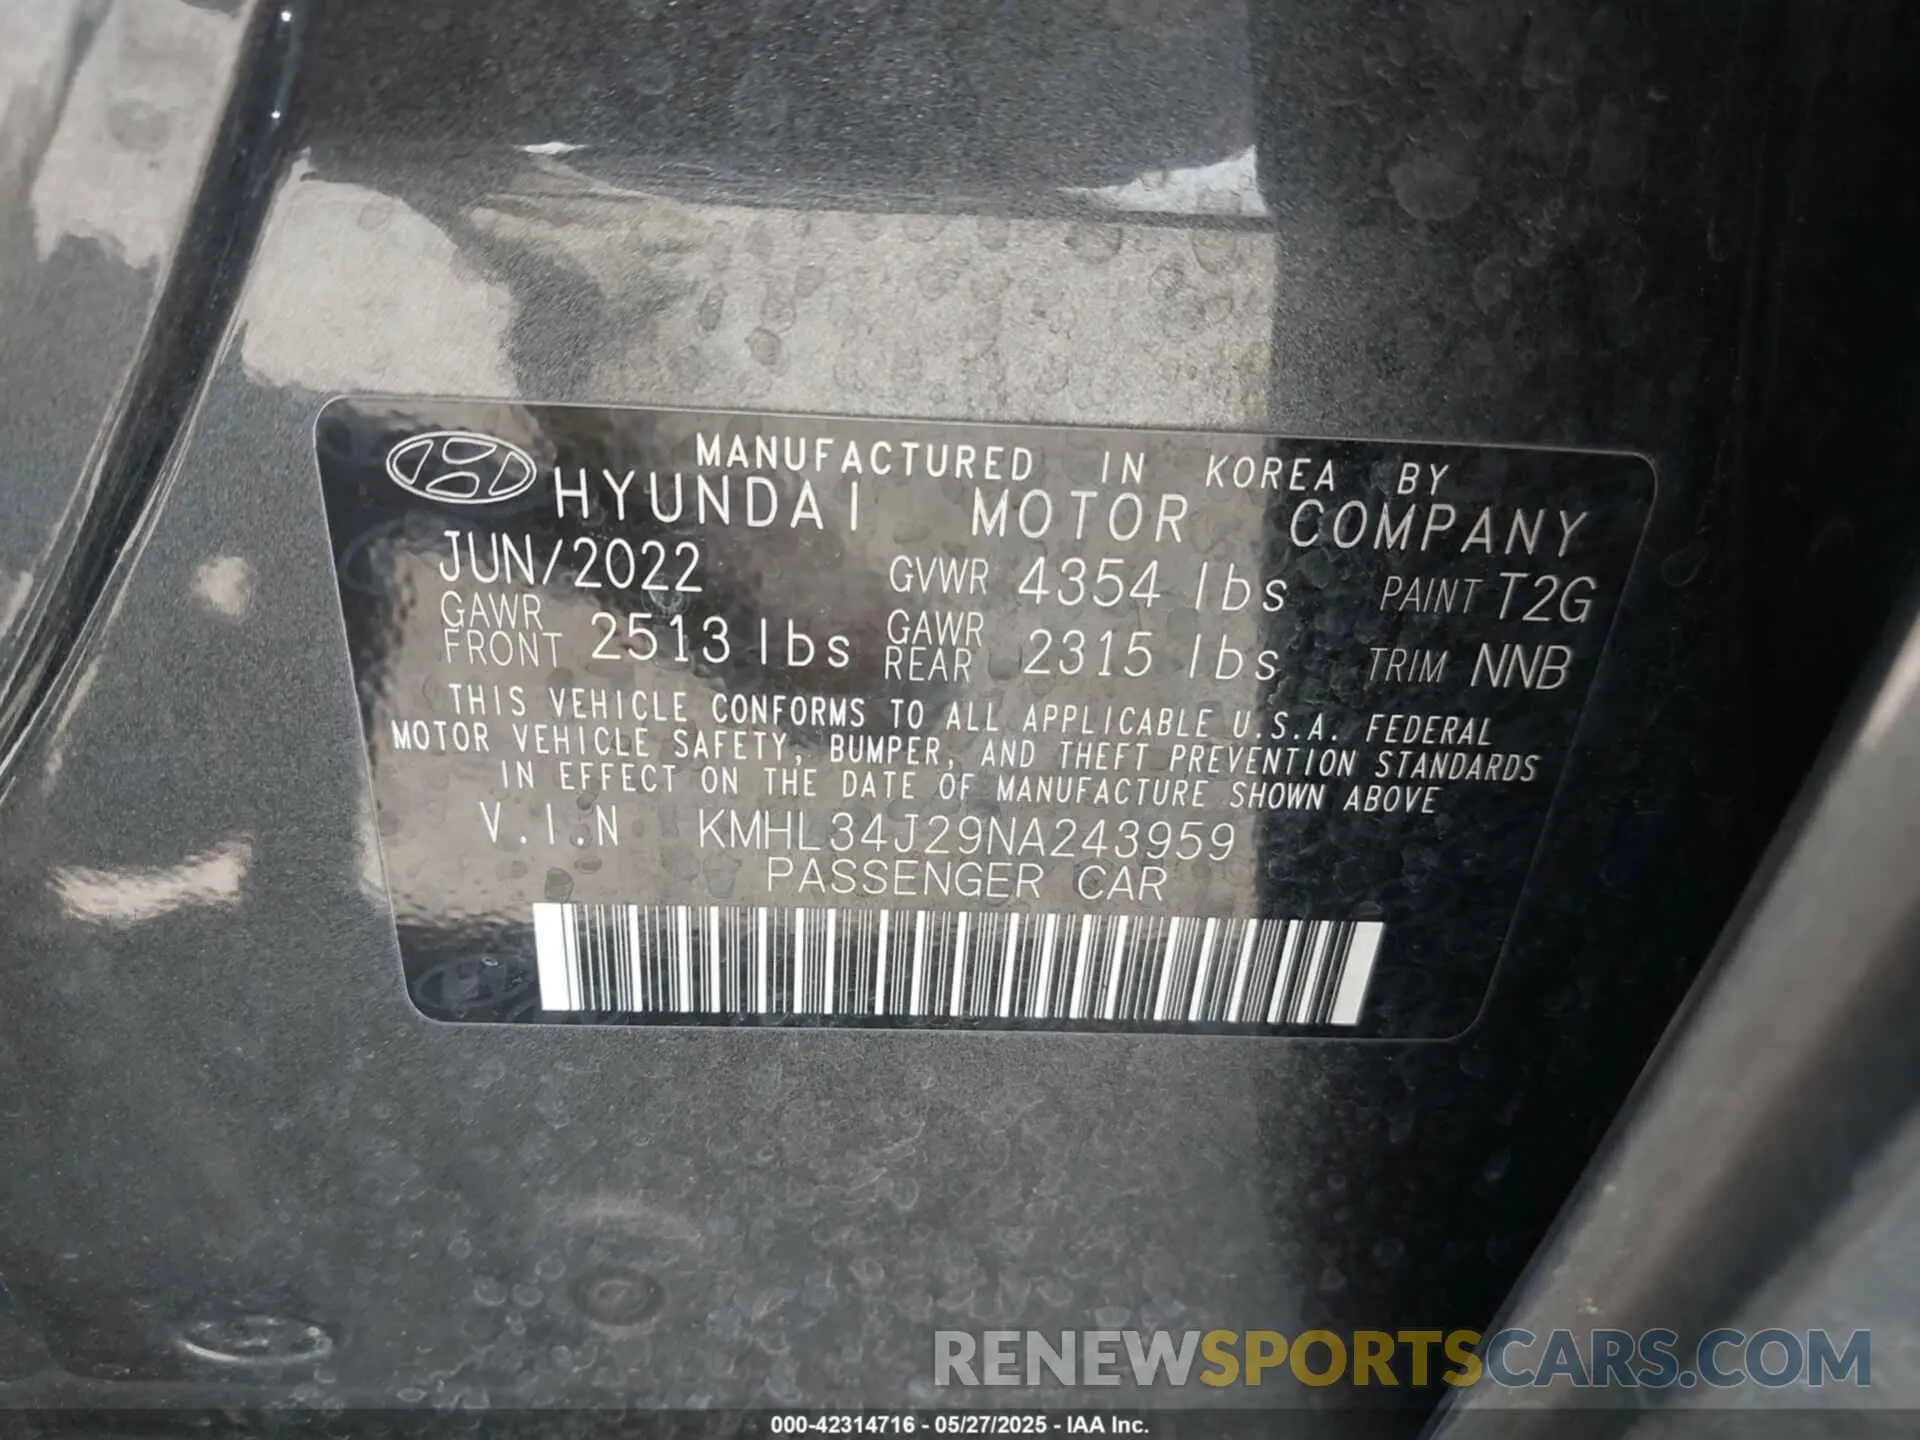 MANUFACTURED IN KOREA BY
HYUNDAI MOTOR COMPANY
JUN/2022 GVWR 4354 lbs PAINT T2G
GAWR FRONT 2513 lbs GAWR REAR 2315 lbs TRIM NNB
THIS VEHICLE CONFORMS TO ALL APPLICABLE U.S.A. FEDERAL
MOTOR VEHICLE SAFETY, BUMPER, AND THEFT PREVENTION STANDARDS
IN EFFECT ON THE DATE OF MANUFACTURE SHOWN ABOVE
V.I.N KMHL34J29NA243959
PASSENGER CAR
RENEWSPORTSCARS.COM
000-42314716 - 05/27/2025 - IAA Inc.